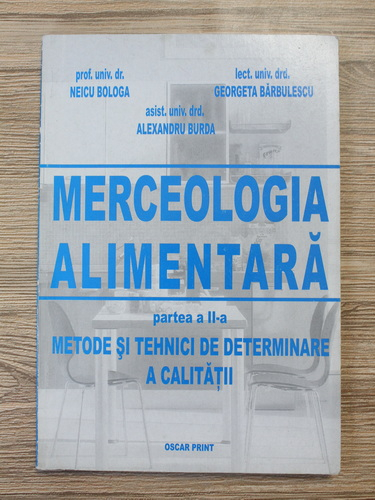 prof. univ. dr.
NEICU BOLOGA
lect. univ. drd.
GEORGETA BĂRBULESCU
asist. univ. drd.
ALEXANDRU BURDA
MERCEOLOGIA
ALIMENTARĂ
partea a II-a
METODE ŞI TEHNICI DE DETERMINARE
A CALITĂŢII
OSCAR PRINT